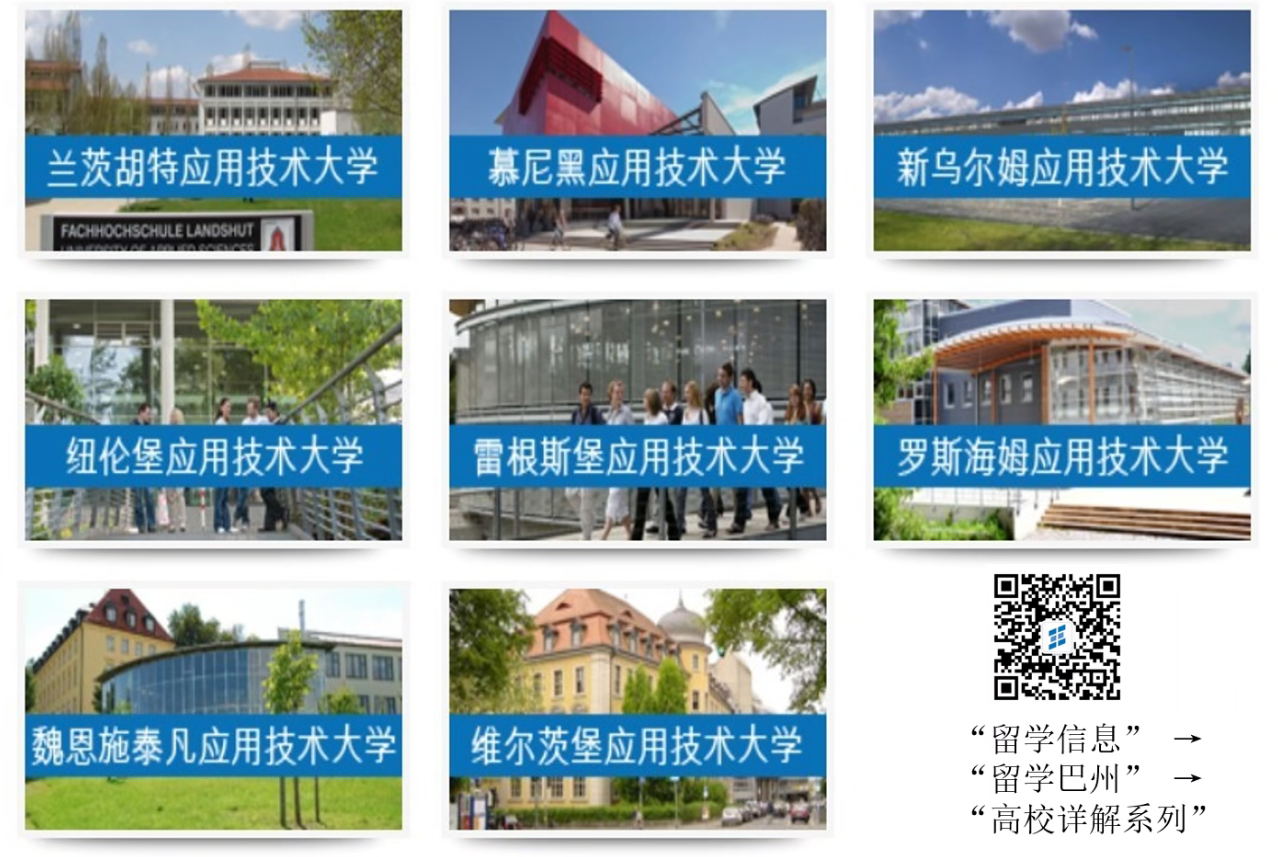 兰茨胡特应用技术大学
FACHHOCHSCHULE LANDSHUT
UNIVERSITY OF APPLIED SCIENCES
慕尼黑应用技术大学
新乌尔姆应用技术大学
纽伦堡应用技术大学
雷根斯堡应用技术大学
罗斯海姆应用技术大学
魏恩施泰凡应用技术大学
维尔茨堡应用技术大学
“留学信息” →
“留学巴州” →
“高校详解系列”